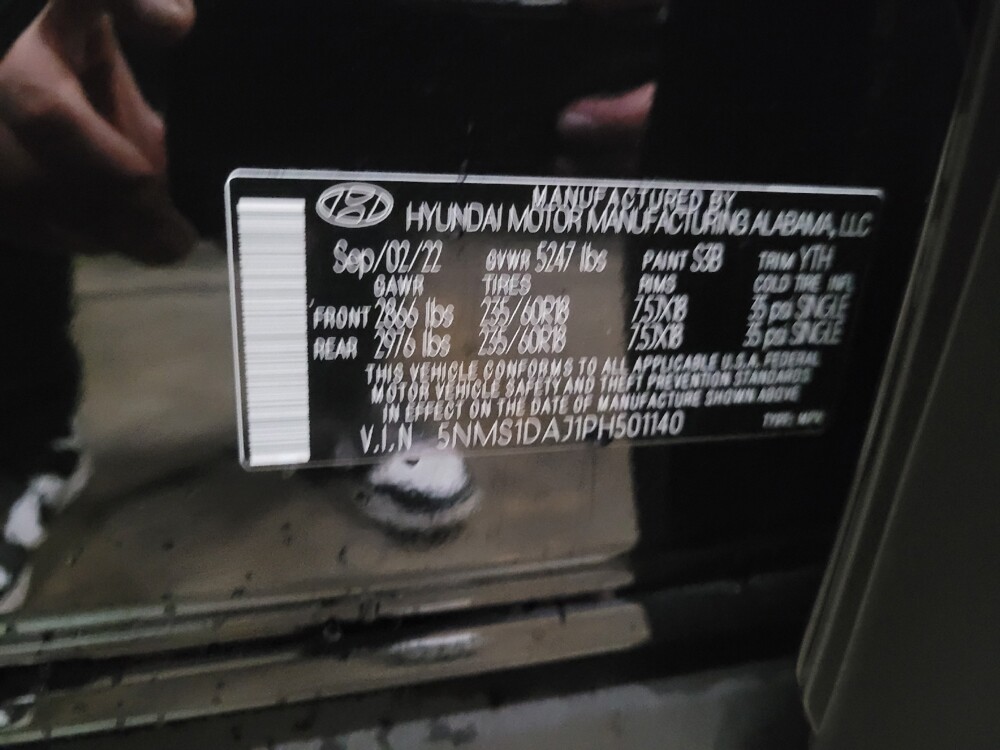 MANUFACTURED BY
HYUNDAI MOTOR MANUFACTURING ALABAMA, LLC
Sep/02/22 GVWR 5247 lbs PAINT S3B TRIM YTH
GAWR TIRES RIMS COLD TIRE INFL
FRONT 2866 lbs 235/60R18 7.5JX18 35 psi SINGLE
REAR 2976 lbs 235/60R18 7.5JX18 35 psi SINGLE
THIS VEHICLE CONFORMS TO ALL APPLICABLE U.S.A. FEDERAL
MOTOR VEHICLE SAFETY AND THEFT PREVENTION STANDARDS
IN EFFECT ON THE DATE OF MANUFACTURE SHOWN ABOVE
V.I.N 5NMS1DAJ1PH501140 TYPE: MPV